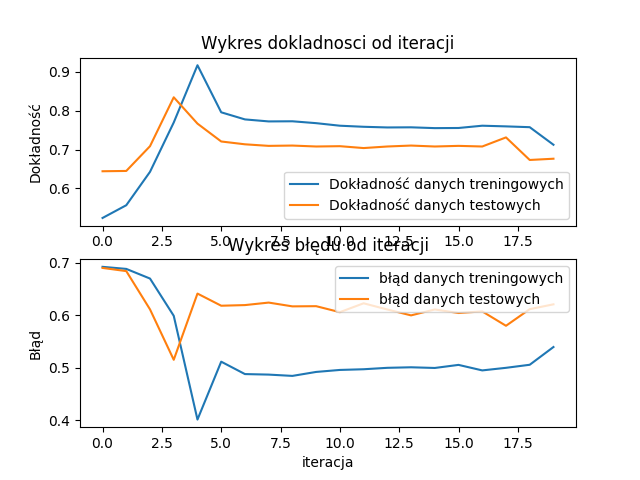 Wykres dokladnosci od iteracji
Dokładność
0.9
0.8
0.7
0.6
Dokładność danych treningowych
Dokładność danych testowych
0.0 2.5 5.0 7.5 10.0 12.5 15.0 17.5
Wykres błędu od iteracji
Błąd
0.7
0.6
0.5
0.4
błąd danych treningowych
błąd danych testowych
0.0 2.5 5.0 7.5 10.0 12.5 15.0 17.5
iteracja